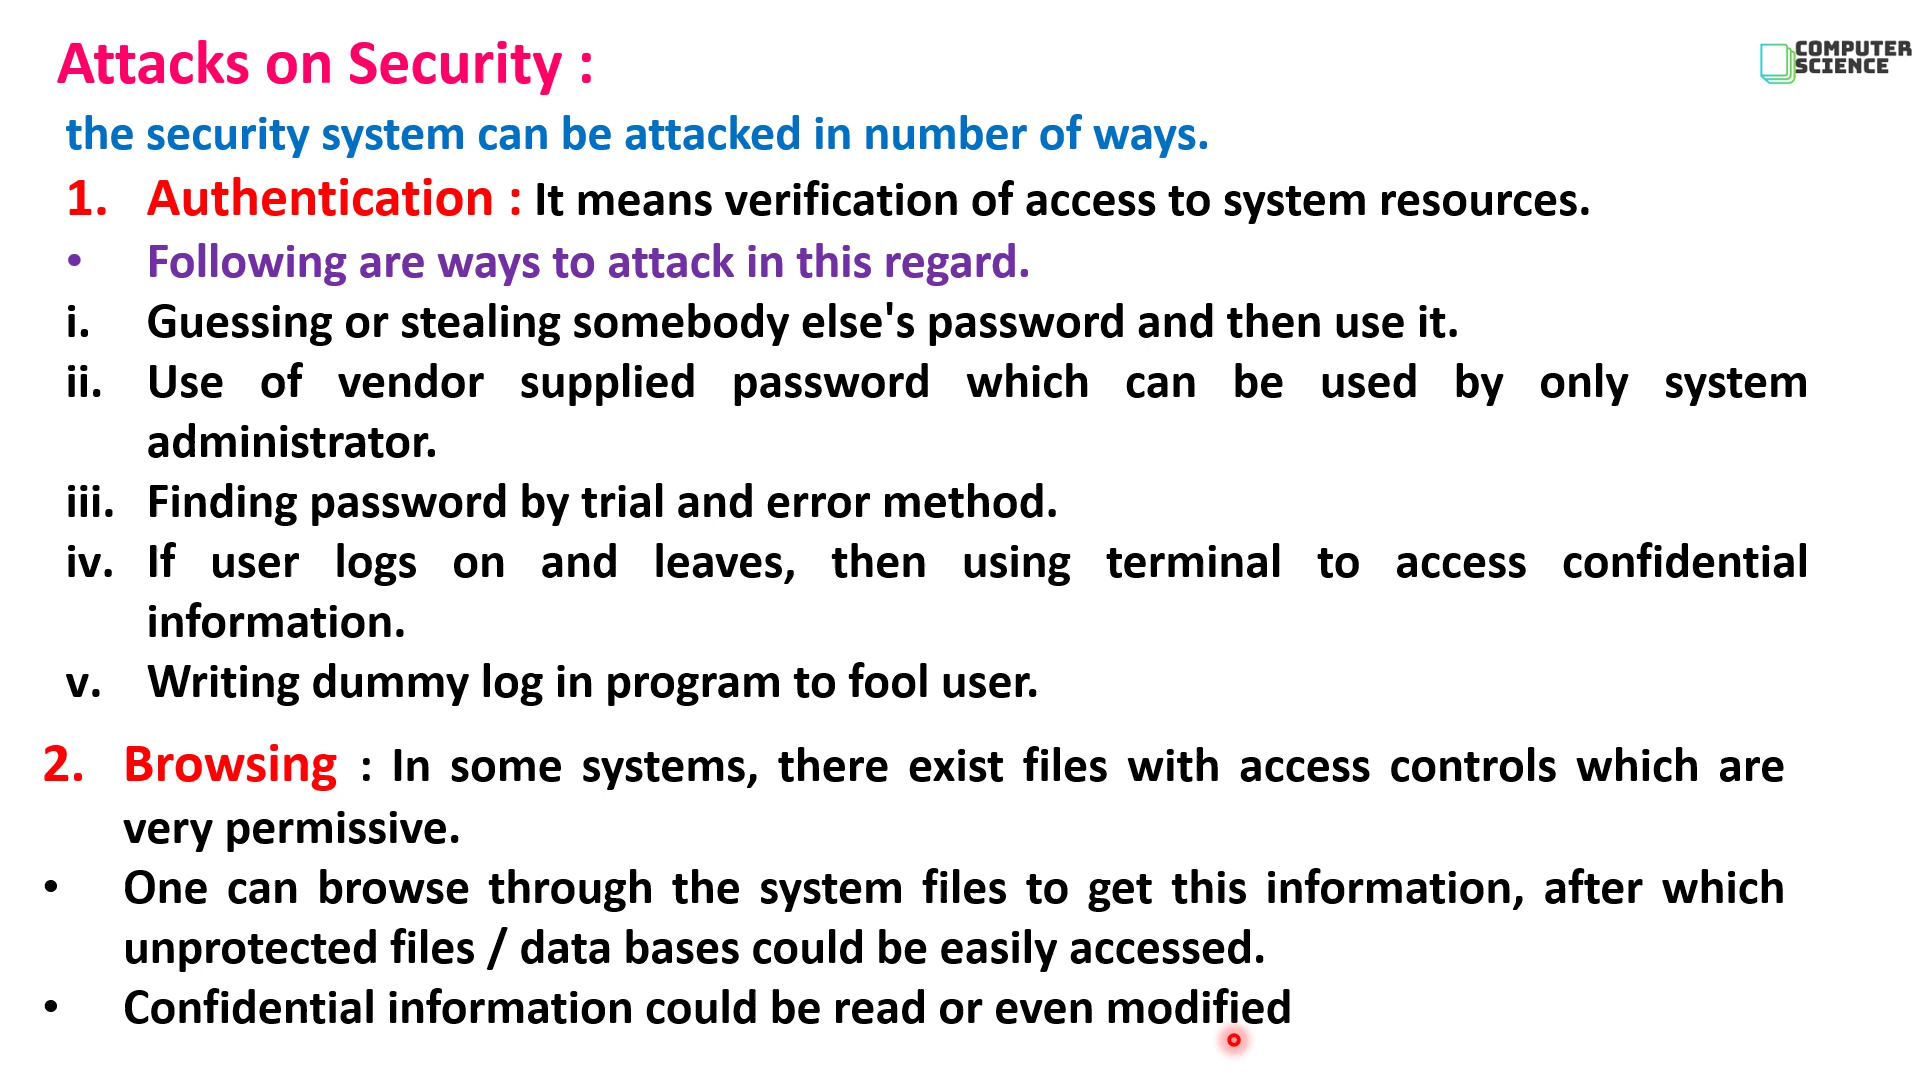 Attacks on Security :
COMPUTER
SCIENCE
the security system can be attacked in number of ways.
1. Authentication : It means verification of access to system resources.
• Following are ways to attack in this regard.
i. Guessing or stealing somebody else's password and then use it.
ii. Use of vendor supplied password which can be used by only system
administrator.
iii. Finding password by trial and error method.
iv. If user logs on and leaves, then using terminal to access confidential
information.
v. Writing dummy log in program to fool user.
2. Browsing : In some systems, there exist files with access controls which are
very permissive.
• One can browse through the system files to get this information, after which
unprotected files / data bases could be easily accessed.
• Confidential information could be read or even modified